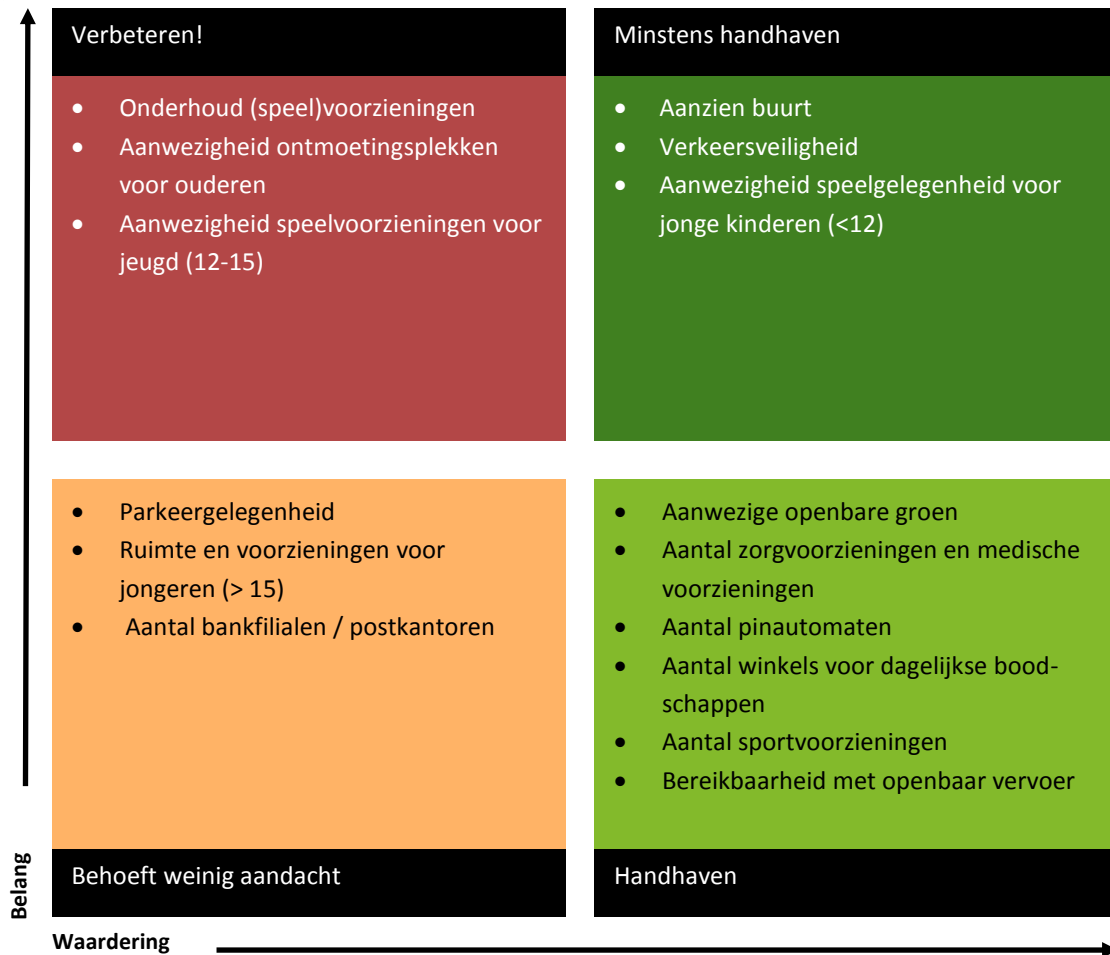 Verbeteren!
• Onderhoud (speel)voorzieningen
• Aanwezigheid ontmoetingsplekken
voor ouderen
• Aanwezigheid speelvoorzieningen voor
jeugd (12-15)
Minstens handhaven
• Aanzien buurt
• Verkeersveiligheid
• Aanwezigheid speelgelegenheid voor
jonge kinderen (<12)
• Parkeergelegenheid
• Ruimte en voorzieningen voor
jongeren (> 15)
• Aantal bankfilialen / postkantoren
Behoeft weinig aandacht
• Aanwezige openbare groen
• Aantal zorgvoorzieningen en medische
voorzieningen
• Aantal pinautomaten
• Aantal winkels voor dagelijkse bood-
schappen
• Aantal sportvoorzieningen
• Bereikbaarheid met openbaar vervoer
Handhaven
Belang
Waardering